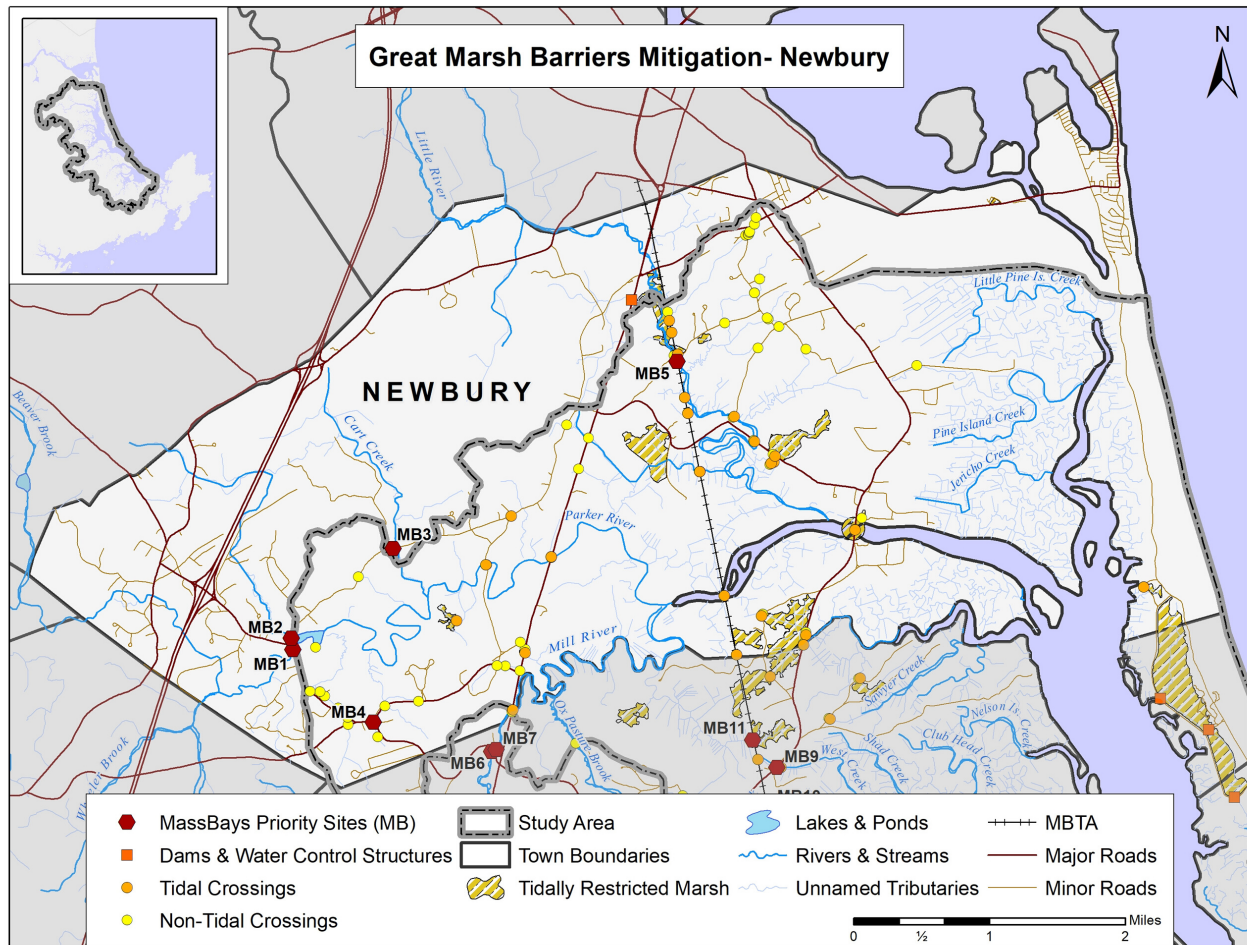 Great Marsh Barriers Mitigation- Newbury
N
Little River
Little Pine Is. Creek
MB5
NEWBURY
Beaver Brook
Cart Creek
Pine Island Creek
Jericho Creek
Parker River
MB3
MB2
MB1
Mill River
Sawyer Creek
Nelson Is. Creek
MB4
MB7
MB6
Ox Pasture Brook
MB11
MB9
West Creek
Shad Creek
Club Head Creek
Wheeler Brook
MB10
MassBays Priority Sites (MB)
Dams & Water Control Structures
Tidal Crossings
Non-Tidal Crossings
Study Area
Town Boundaries
Tidally Restricted Marsh
Lakes & Ponds
Rivers & Streams
Unnamed Tributaries
MBTA
Major Roads
Minor Roads
Miles
0 ½ 1 2